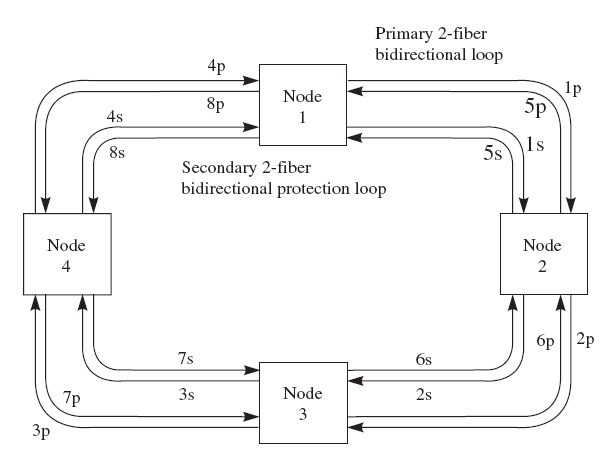 Primary 2-fiber
bidirectional loop
4p
1p
Node
1
8p
5p
4s
1s
8s
5s
Secondary 2-fiber
bidirectional protection loop
Node
4
Node
2
6p
2p
7s
6s
7p
3s
Node
3
2s
3p